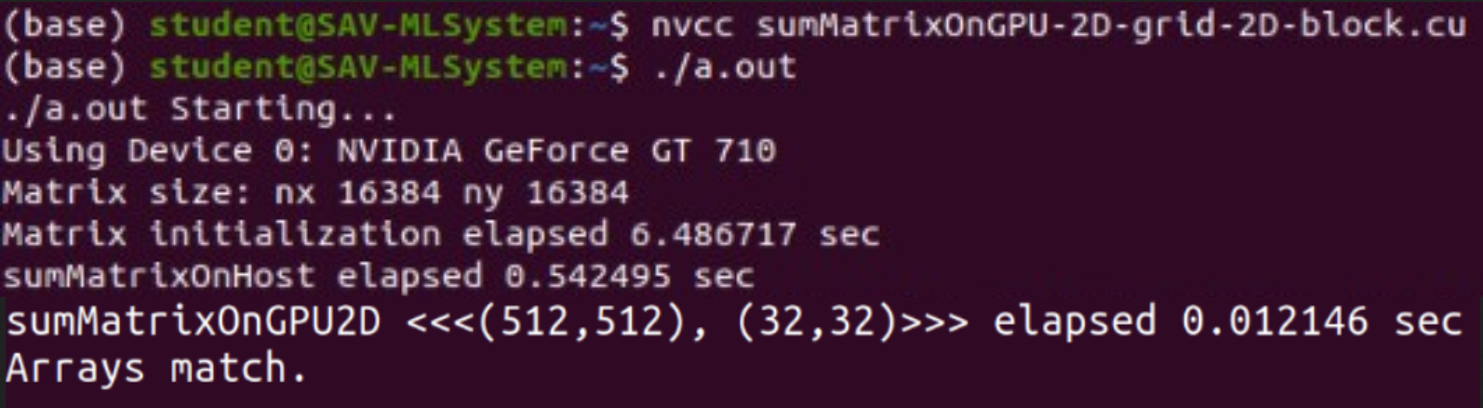 (base) student@SAV-MLSystem:~$ nvcc sumMatrixOnGPU-2D-grid-2D-block.cu
(base) student@SAV-MLSystem:~$ ./a.out
./a.out Starting...
Using Device 0: NVIDIA GeForce GT 710
Matrix size: nx 16384 ny 16384
Matrix initialization elapsed 6.486717 sec
sumMatrixOnHost elapsed 0.542495 sec
sumMatrixOnGPU2D <<<(512,512), (32,32)>>> elapsed 0.012146 sec
Arrays match.